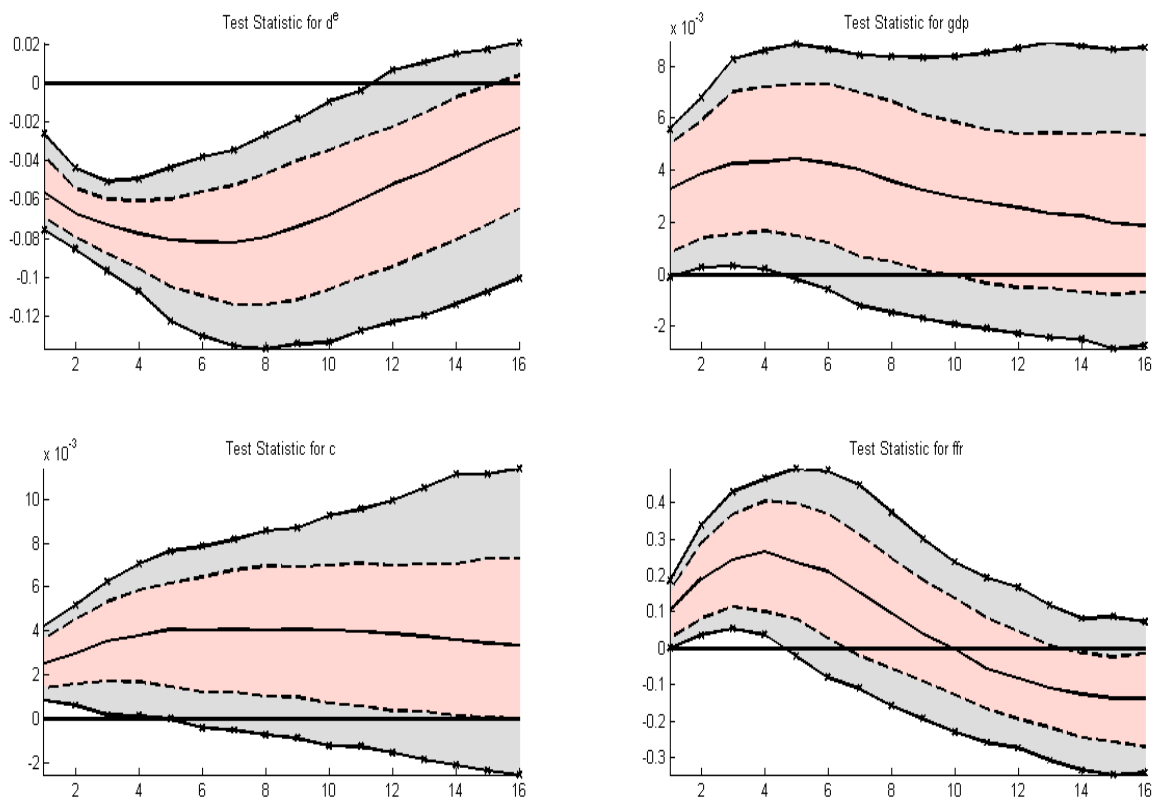 Test Statistic for dᵉ
0.02
0
-0.02
-0.04
-0.06
-0.08
-0.1
-0.12
2 4 6 8 10 12 14 16
Test Statistic for gdp
x 10⁻³
8
6
4
2
0
-2
2 4 6 8 10 12 14 16
Test Statistic for c
x 10⁻³
10
8
6
4
2
0
-2
2 4 6 8 10 12 14 16
Test Statistic for ffr
0.4
0.3
0.2
0.1
0
-0.1
-0.2
-0.3
2 4 6 8 10 12 14 16